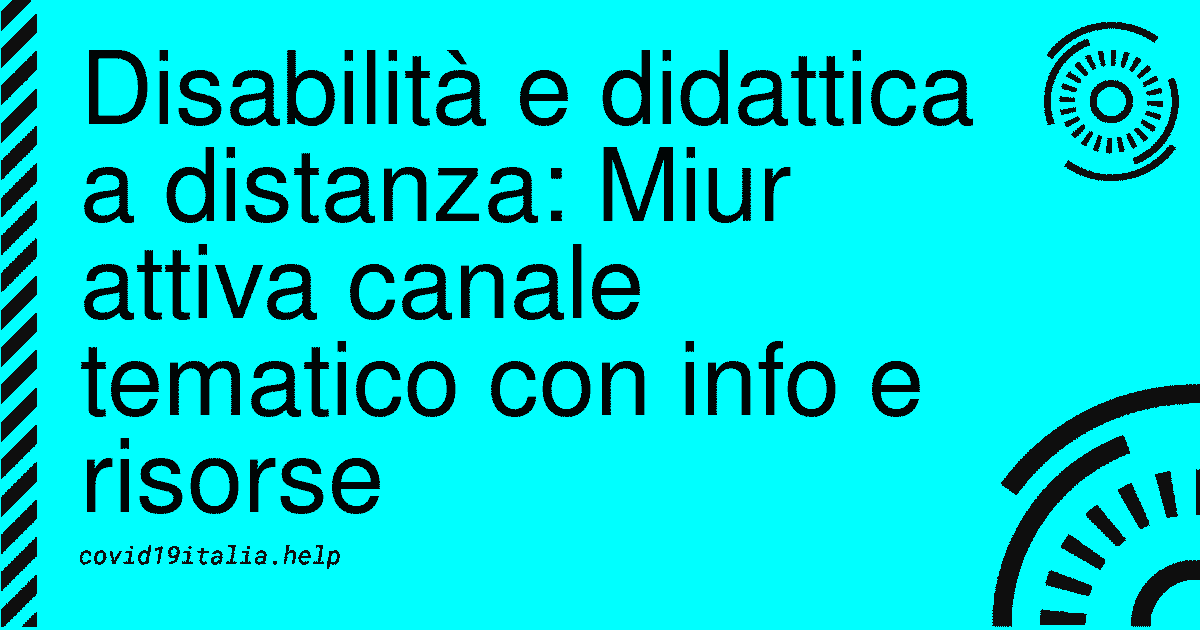 Disabilità e didattica
a distanza: Miur
attiva canale
tematico con info e
risorse
covid19italia.help